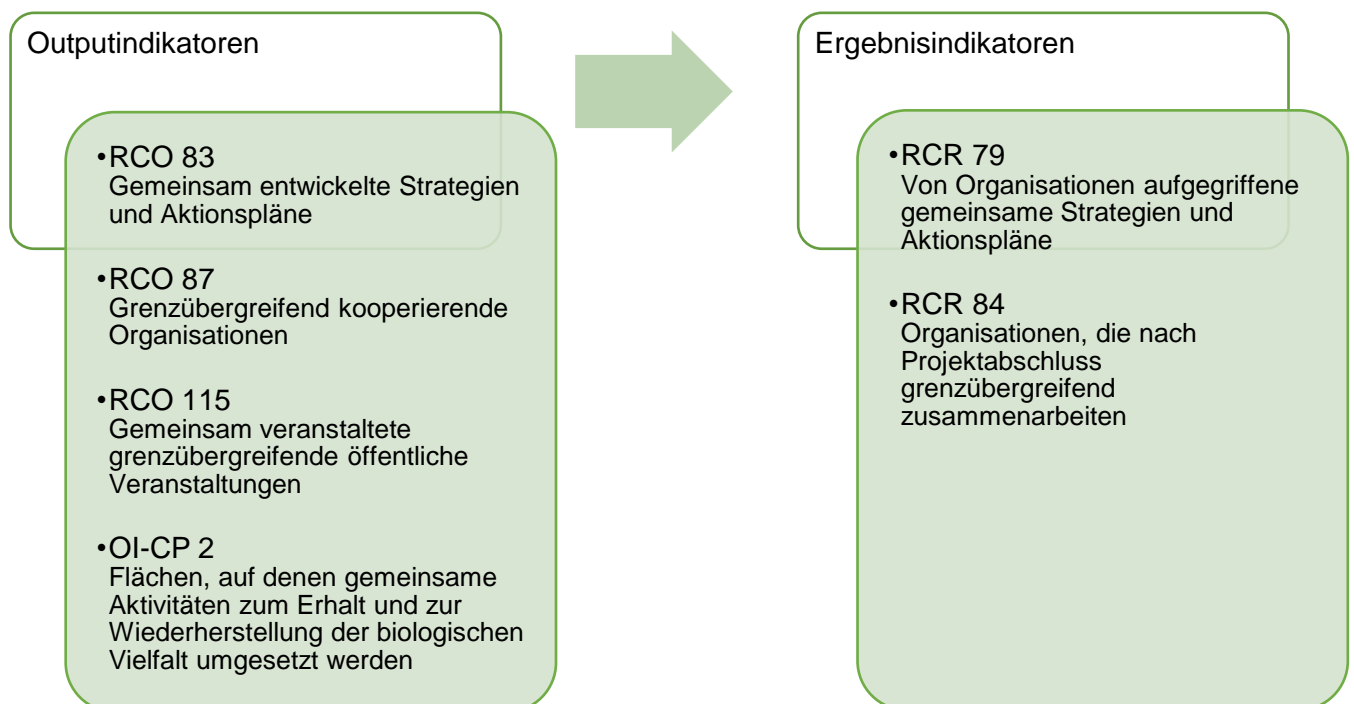 Outputindikatoren
•RCO 83
Gemeinsam entwickelte Strategien
und Aktionspläne
•RCO 87
Grenzübergreifend kooperierende
Organisationen
•RCO 115
Gemeinsam veranstaltete
grenzübergreifende öffentliche
Veranstaltungen
•OI-CP 2
Flächen, auf denen gemeinsame
Aktivitäten zum Erhalt und zur
Wiederherstellung der biologischen
Vielfalt umgesetzt werden
Ergebnisindikatoren
•RCR 79
Von Organisationen aufgegriffene
gemeinsame Strategien und
Aktionspläne
•RCR 84
Organisationen, die nach
Projektabschluss
grenzübergreifend
zusammenarbeiten